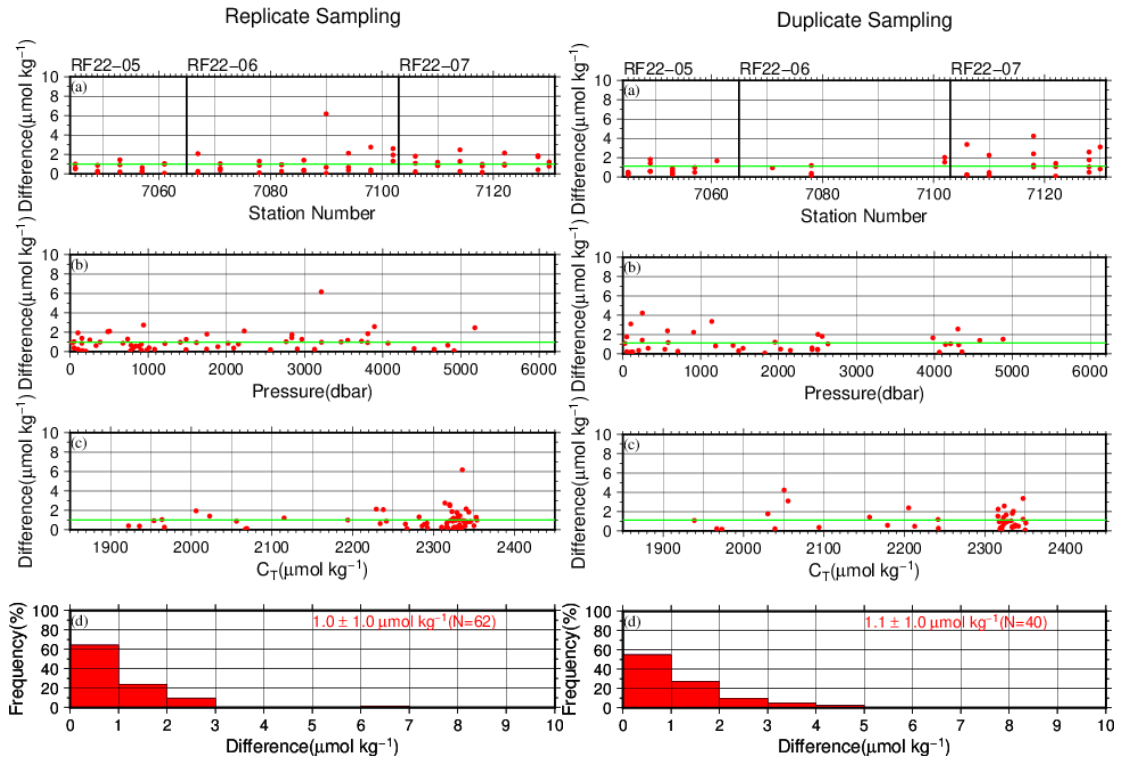 Replicate Sampling
RF22−05 RF22−06 RF22−07
(a)
Difference(μmol kg−1)
10
8
6
4
2
0
7060 7080 7100 7120
Station Number
(b)
Difference(μmol kg−1)
10
8
6
4
2
0
0 1000 2000 3000 4000 5000 6000
Pressure(dbar)
(c)
Difference(μmol kg−1)
10
8
6
4
2
0
1900 2000 2100 2200 2300 2400
CT(μmol kg−1)
(d)
1.0 ± 1.0 μmol kg−1(N=62)
Frequency(%)
100
80
60
40
20
0
0 1 2 3 4 5 6 7 8 9 10
Difference(μmol kg−1)
Duplicate Sampling
RF22−05 RF22−06 RF22−07
(a)
Difference(μmol kg−1)
10
8
6
4
2
0
7060 7080 7100 7120
Station Number
(b)
Difference(μmol kg−1)
10
8
6
4
2
0
0 1000 2000 3000 4000 5000 6000
Pressure(dbar)
(c)
Difference(μmol kg−1)
10
8
6
4
2
0
1900 2000 2100 2200 2300 2400
CT(μmol kg−1)
(d)
1.1 ± 1.0 μmol kg−1(N=40)
Frequency(%)
100
80
60
40
20
0
0 1 2 3 4 5 6 7 8 9 10
Difference(μmol kg−1)